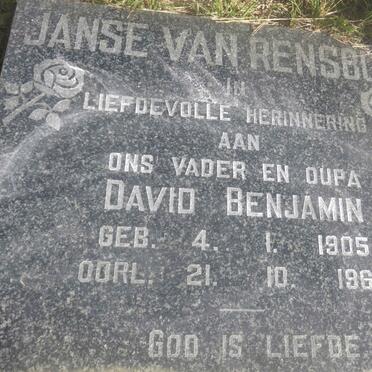 JANSE VAN RENSBU
IN
LIEFDEVOLLE HERINNERING
AAN
ONS VADER EN OUPA
DAVID BENJAMIN
GEB. 4. 1. 1905
OORL. 21. 10. 196
GOD IS LIEFDE.